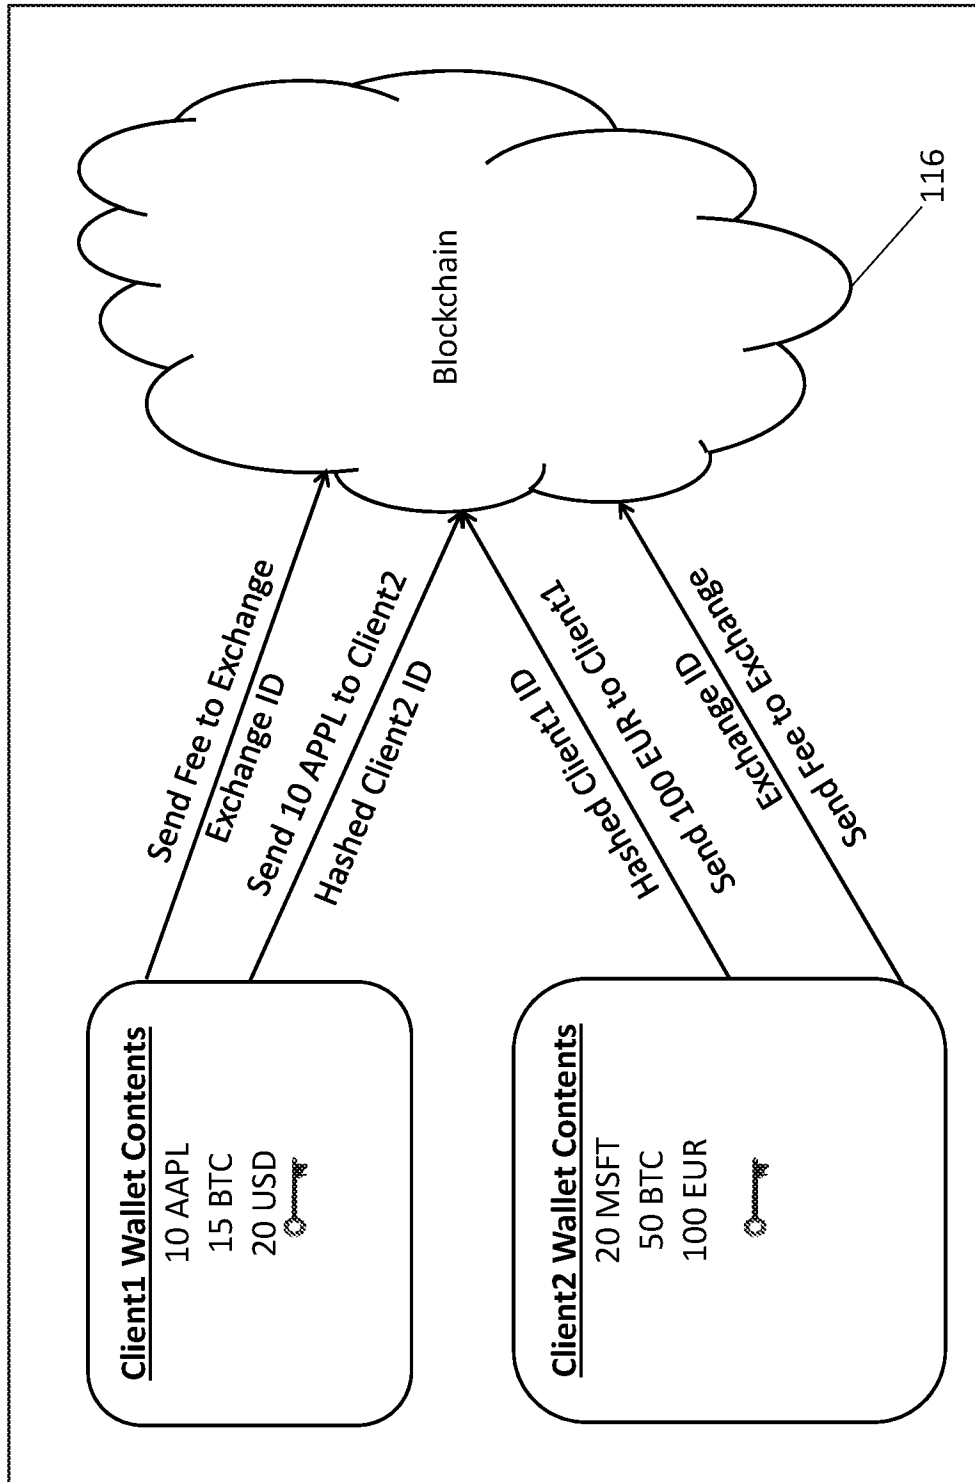 Client1 Wallet Contents
10 AAPL
15 BTC
20 USD
Client2 Wallet Contents
20 MSFT
50 BTC
100 EUR
Send Fee to Exchange
Exchange ID
Send 10 APPL to Client2
Hashed Client2 ID
Hashed Client1 ID
Send 100 EUR to Client1
Exchange ID
Send Fee to Exchange
Blockchain
116